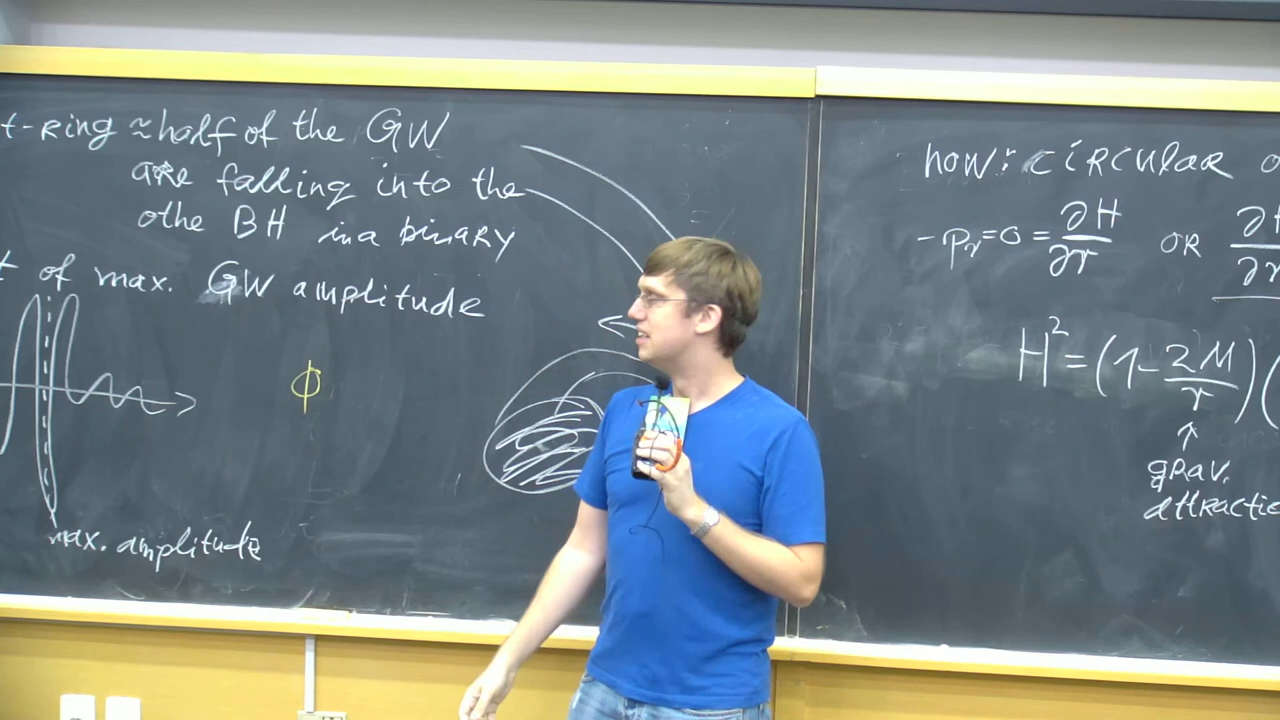 t-Ring ≈ half of the GW
are falling into the
othe BH in a binary
t of max. GW amplitude
max. amplitude
ϕ
now: CiRCULAR O
-pᵣ=0 = ∂H/∂r OR ∂H/∂r
H²=(1-2M/r)(
↑
gRav.
attractio